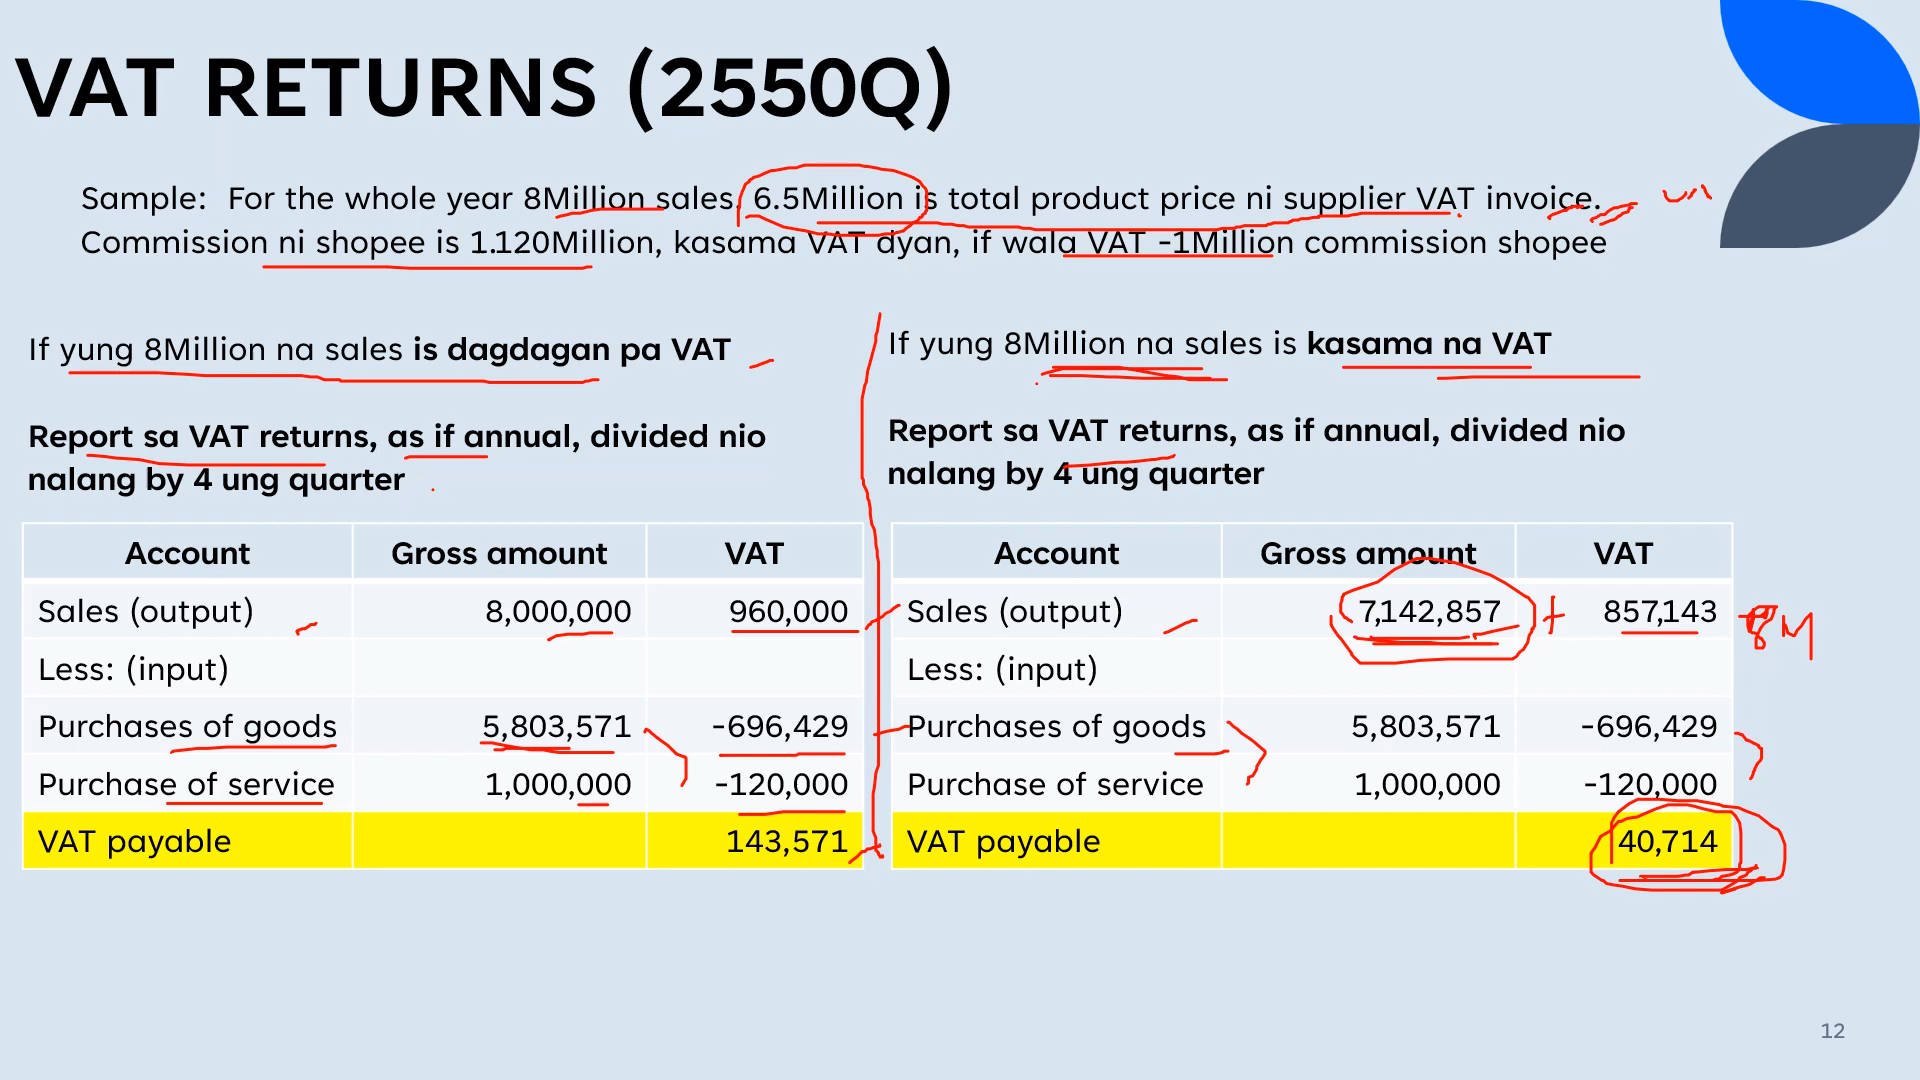 VAT RETURNS (2550Q)
Sample:  For the whole year 8Million sales, 6.5Million is total product price ni supplier VAT invoice.
Commission ni shopee is 1.120Million, kasama VAT dyan, if wala VAT -1Million commission shopee
If yung 8Million na sales is dagdagan pa VAT
Report sa VAT returns, as if annual, divided nio
nalang by 4 ung quarter
Account Gross amount VAT
Sales (output) 8,000,000 960,000
Less: (input)
Purchases of goods 5,803,571 -696,429
Purchase of service 1,000,000 -120,000
VAT payable 143,571
If yung 8Million na sales is kasama na VAT
Report sa VAT returns, as if annual, divided nio
nalang by 4 ung quarter
Account Gross amount VAT
Sales (output) 7,142,857 + 857,143 8M
Less: (input)
Purchases of goods 5,803,571 -696,429
Purchase of service 1,000,000 -120,000
VAT payable 40,714
12